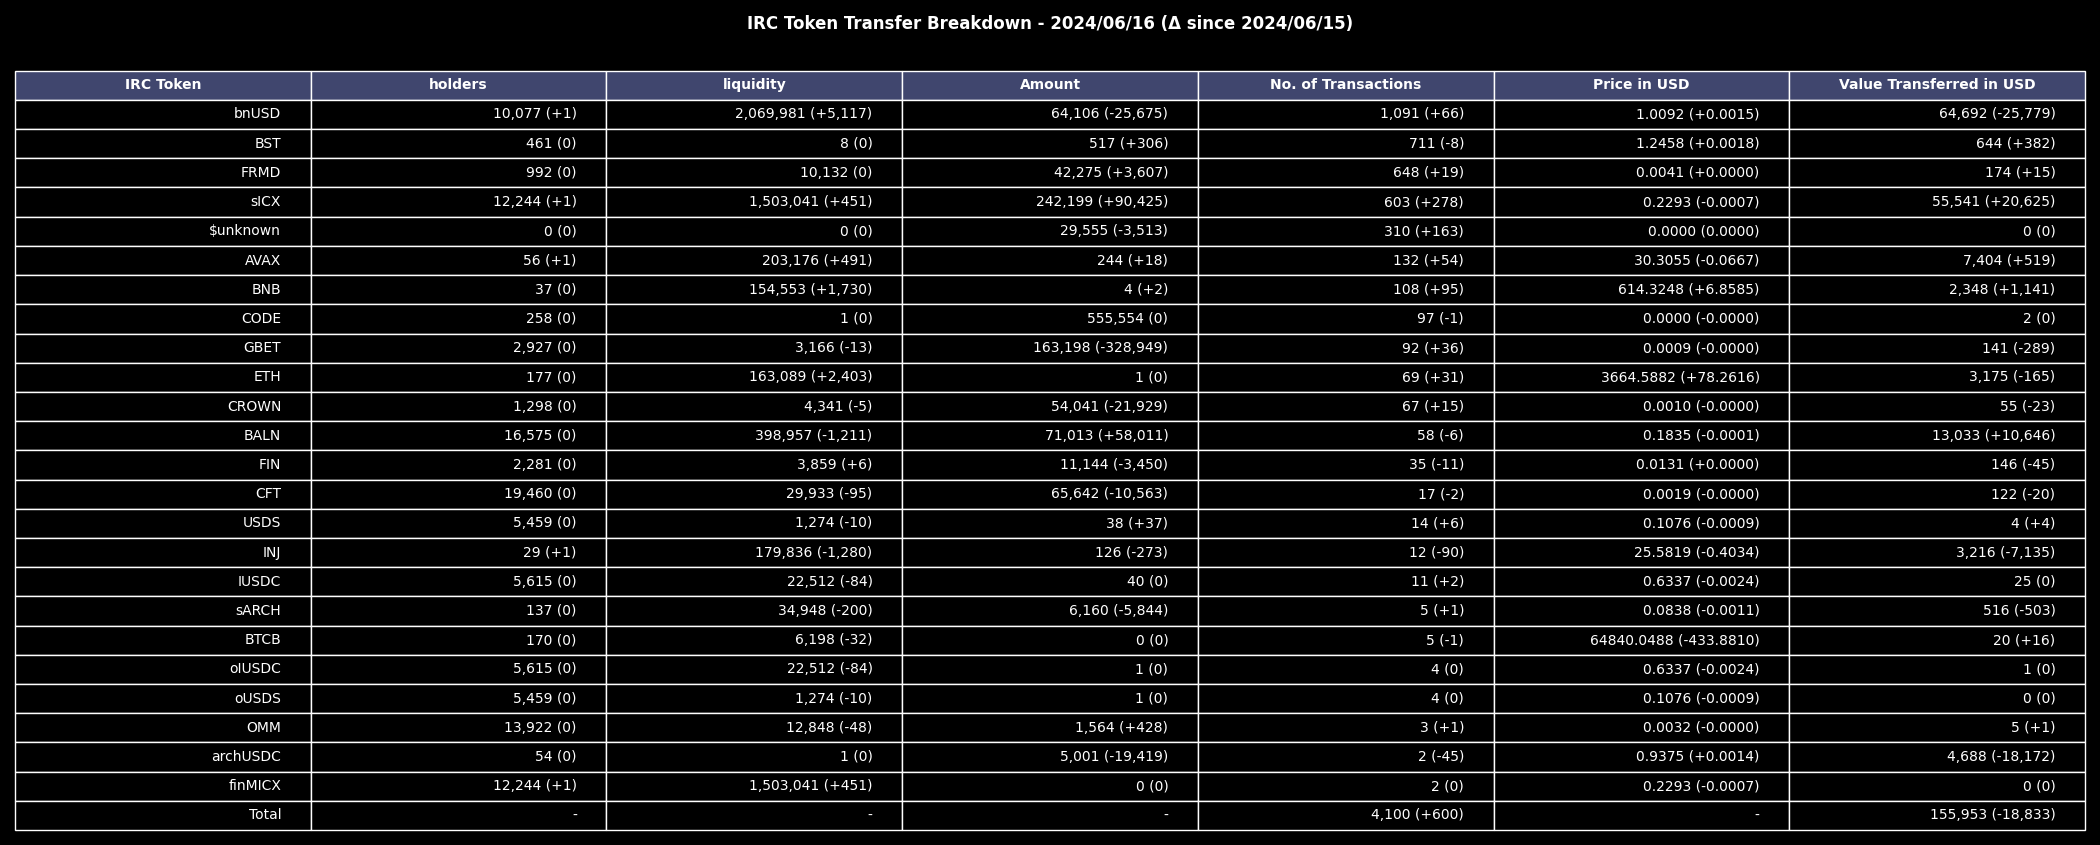 IRC Token Transfer Breakdown - 2024/06/16 (Δ since 2024/06/15)
IRC Token holders liquidity Amount No. of Transactions Price in USD Value Transferred in USD
bnUSD 10,077 (+1) 2,069,981 (+5,117) 64,106 (-25,675) 1,091 (+66) 1.0092 (+0.0015) 64,692 (-25,779)
BST 461 (0) 8 (0) 517 (+306) 711 (-8) 1.2458 (+0.0018) 644 (+382)
FRMD 992 (0) 10,132 (0) 42,275 (+3,607) 648 (+19) 0.0041 (+0.0000) 174 (+15)
sICX 12,244 (+1) 1,503,041 (+451) 242,199 (+90,425) 603 (+278) 0.2293 (-0.0007) 55,541 (+20,625)
$unknown 0 (0) 0 (0) 29,555 (-3,513) 310 (+163) 0.0000 (0.0000) 0 (0)
AVAX 56 (+1) 203,176 (+491) 244 (+18) 132 (+54) 30.3055 (-0.0667) 7,404 (+519)
BNB 37 (0) 154,553 (+1,730) 4 (+2) 108 (+95) 614.3248 (+6.8585) 2,348 (+1,141)
CODE 258 (0) 1 (0) 555,554 (0) 97 (-1) 0.0000 (-0.0000) 2 (0)
GBET 2,927 (0) 3,166 (-13) 163,198 (-328,949) 92 (+36) 0.0009 (-0.0000) 141 (-289)
ETH 177 (0) 163,089 (+2,403) 1 (0) 69 (+31) 3664.5882 (+78.2616) 3,175 (-165)
CROWN 1,298 (0) 4,341 (-5) 54,041 (-21,929) 67 (+15) 0.0010 (-0.0000) 55 (-23)
BALN 16,575 (0) 398,957 (-1,211) 71,013 (+58,011) 58 (-6) 0.1835 (-0.0001) 13,033 (+10,646)
FIN 2,281 (0) 3,859 (+6) 11,144 (-3,450) 35 (-11) 0.0131 (+0.0000) 146 (-45)
CFT 19,460 (0) 29,933 (-95) 65,642 (-10,563) 17 (-2) 0.0019 (-0.0000) 122 (-20)
USDS 5,459 (0) 1,274 (-10) 38 (+37) 14 (+6) 0.1076 (-0.0009) 4 (+4)
INJ 29 (+1) 179,836 (-1,280) 126 (-273) 12 (-90) 25.5819 (-0.4034) 3,216 (-7,135)
IUSDC 5,615 (0) 22,512 (-84) 40 (0) 11 (+2) 0.6337 (-0.0024) 25 (0)
sARCH 137 (0) 34,948 (-200) 6,160 (-5,844) 5 (+1) 0.0838 (-0.0011) 516 (-503)
BTCB 170 (0) 6,198 (-32) 0 (0) 5 (-1) 64840.0488 (-433.8810) 20 (+16)
oIUSDC 5,615 (0) 22,512 (-84) 1 (0) 4 (0) 0.6337 (-0.0024) 1 (0)
oUSDS 5,459 (0) 1,274 (-10) 1 (0) 4 (0) 0.1076 (-0.0009) 0 (0)
OMM 13,922 (0) 12,848 (-48) 1,564 (+428) 3 (+1) 0.0032 (-0.0000) 5 (+1)
archUSDC 54 (0) 1 (0) 5,001 (-19,419) 2 (-45) 0.9375 (+0.0014) 4,688 (-18,172)
finMICX 12,244 (+1) 1,503,041 (+451) 0 (0) 2 (0) 0.2293 (-0.0007) 0 (0)
Total - - - 4,100 (+600) - 155,953 (-18,833)